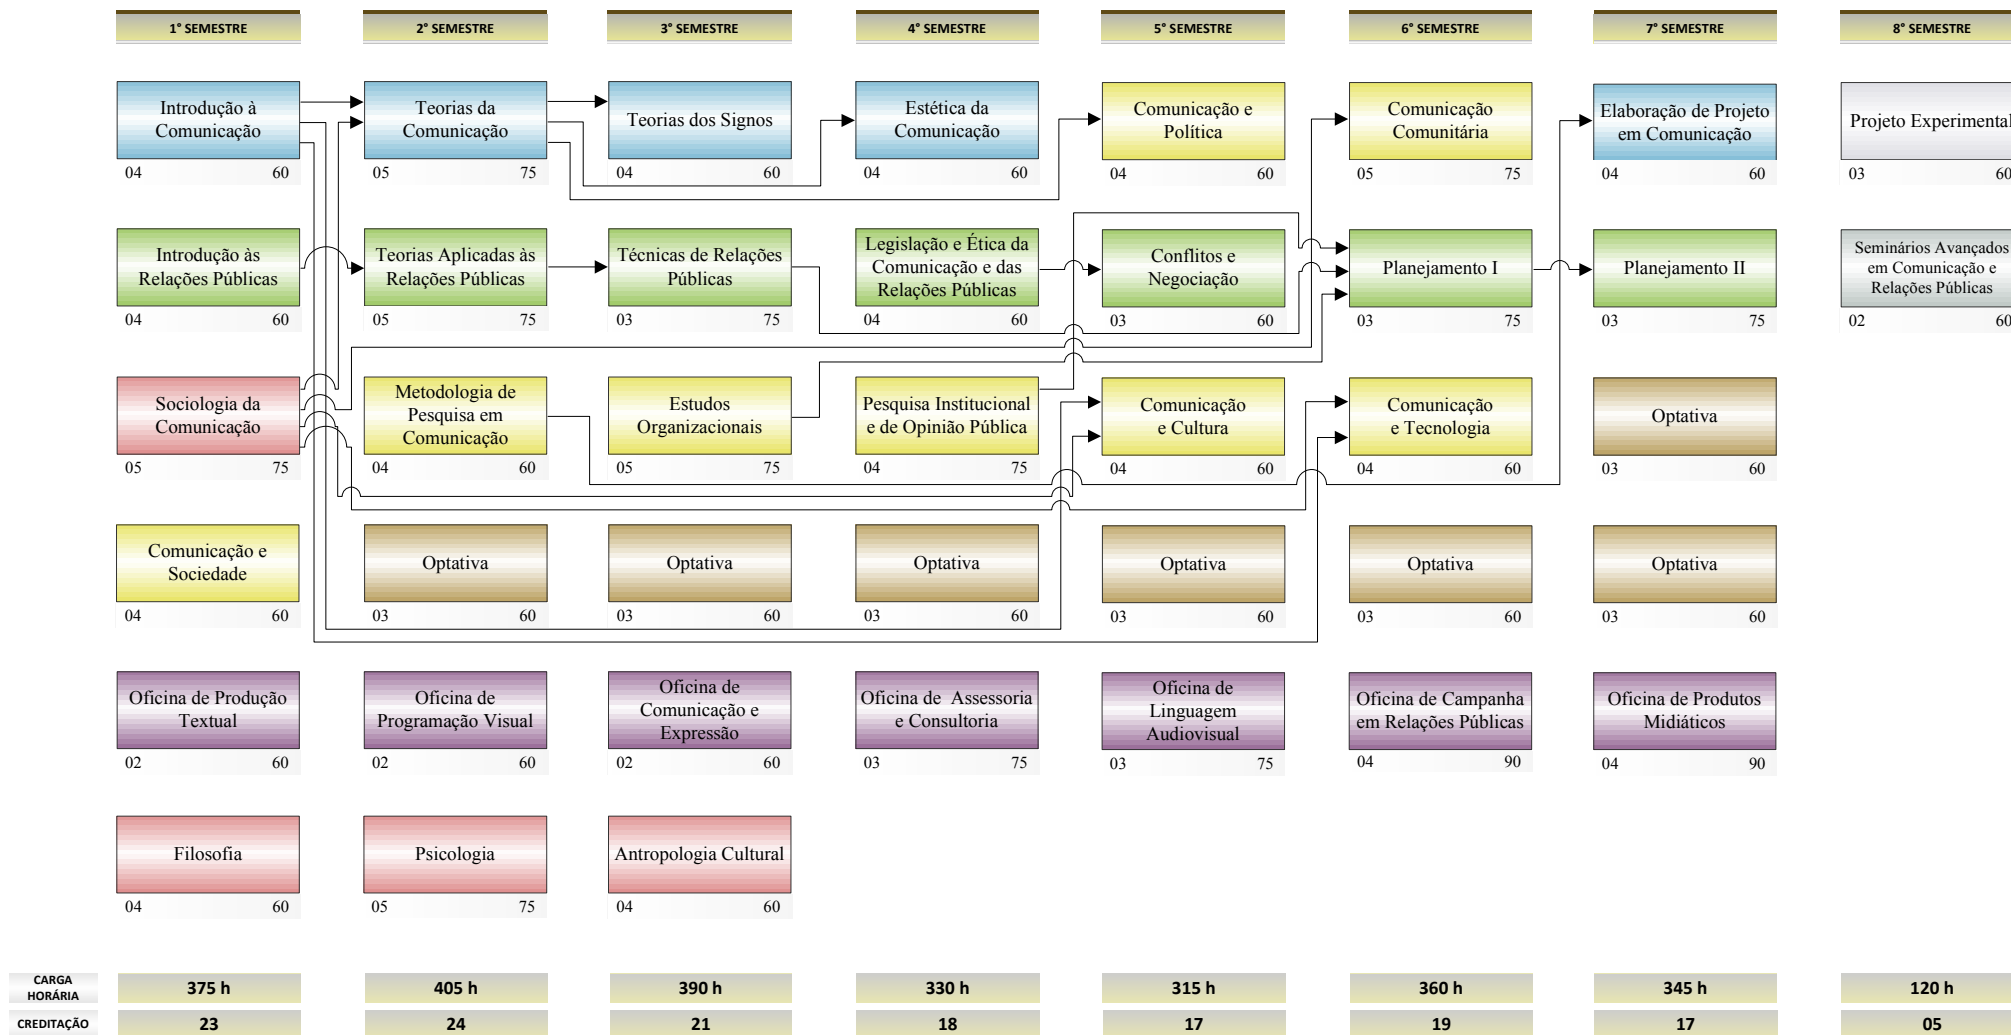 1° SEMESTRE 2° SEMESTRE 3° SEMESTRE 4° SEMESTRE 5° SEMESTRE 6° SEMESTRE 7° SEMESTRE 8° SEMESTRE
Introdução à
Comunicação
04 60
Teorias da
Comunicação
05 75
Teorias dos Signos
04 60
Estética da
Comunicação
04 60
Comunicação e
Política
04 60
Comunicação
Comunitária
05 75
Elaboração de Projeto
em Comunicação
04 60
Projeto Experimental
03 60
Introdução às
Relações Públicas
04 60
Teorias Aplicadas às
Relações Públicas
05 75
Técnicas de Relações
Públicas
03 75
Legislação e Ética da
Comunicação e das
Relações Públicas
04 60
Conflitos e
Negociação
03 60
Planejamento I
03 75
Planejamento II
03 75
Seminários Avançados
em Comunicação e
Relações Públicas
02 60
Sociologia da
Comunicação
05 75
Metodologia de
Pesquisa em
Comunicação
04 60
Estudos
Organizacionais
05 75
Pesquisa Institucional
e de Opinião Pública
04 75
Comunicação
e Cultura
04 60
Comunicação
e Tecnologia
04 60
Optativa
03 60
Comunicação e
Sociedade
04 60
Optativa
03 60
Optativa
03 60
Optativa
03 60
Optativa
03 60
Optativa
03 60
Optativa
03 60
Oficina de Produção
Textual
02 60
Oficina de
Programação Visual
02 60
Oficina de
Comunicação e
Expressão
02 60
Oficina de Assessoria
e Consultoria
03 75
Oficina de
Linguagem
Audiovisual
03 75
Oficina de Campanha
em Relações Públicas
04 90
Oficina de Produtos
Midiáticos
04 90
Filosofia
04 60
Psicologia
05 75
Antropologia Cultural
04 60
CARGA
HORÁRIA
375 h 405 h 390 h 330 h 315 h 360 h 345 h 120 h
CREDITAÇÃO 23 24 21 18 17 19 17 05